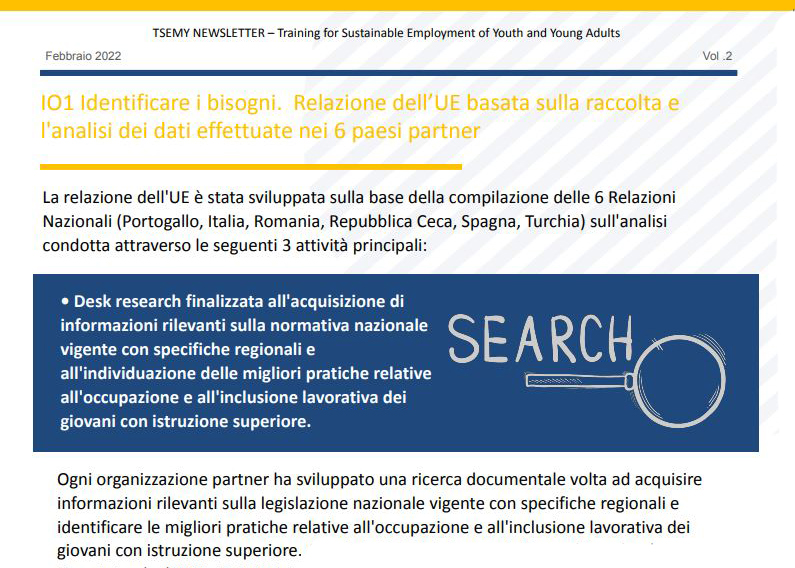 TSEMY NEWSLETTER – Training for Sustainable Employment of Youth and Young Adults
Febbraio 2022
Vol .2
IO1 Identificare i bisogni. Relazione dell'UE basata sulla raccolta e
l'analisi dei dati effettuate nei 6 paesi partner
La relazione dell'UE è stata sviluppata sulla base della compilazione delle 6 Relazioni
Nazionali (Portogallo, Italia, Romania, Repubblica Ceca, Spagna, Turchia) sull'analisi
condotta attraverso le seguenti 3 attività principali:
• Desk research finalizzata all'acquisizione di
informazioni rilevanti sulla normativa nazionale
vigente con specifiche regionali e
all'individuazione delle migliori pratiche relative
all'occupazione e all'inclusione lavorativa dei
giovani con istruzione superiore.
SEARCH
Ogni organizzazione partner ha sviluppato una ricerca documentale volta ad acquisire
informazioni rilevanti sulla legislazione nazionale vigente con specifiche regionali e
identificare le migliori pratiche relative all'occupazione e all'inclusione lavorativa dei
giovani con istruzione superiore.